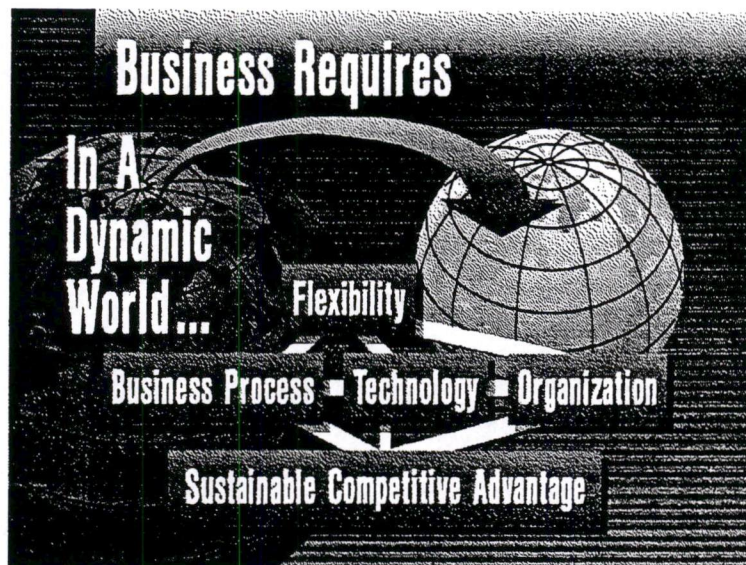 Business Requires
In A
Dynamic
World...
Flexibility
Business Process ▪ Technology ▪ Organization
Sustainable Competitive Advantage